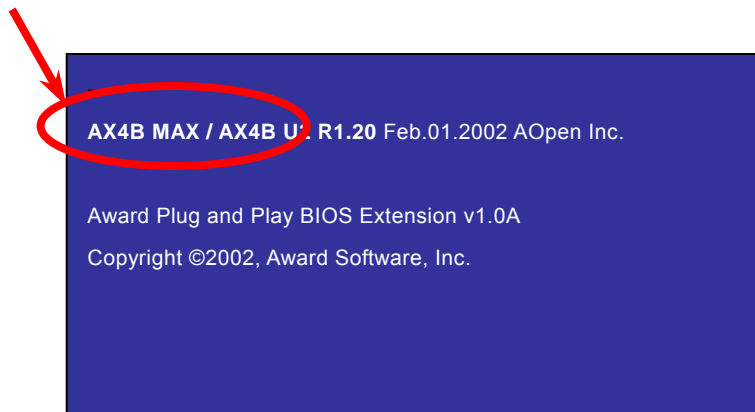 AX4B MAX / AX4B U2 R1.20 Feb.01.2002 AOpen Inc.
Award Plug and Play BIOS Extension v1.0A
Copyright ©2002, Award Software, Inc.